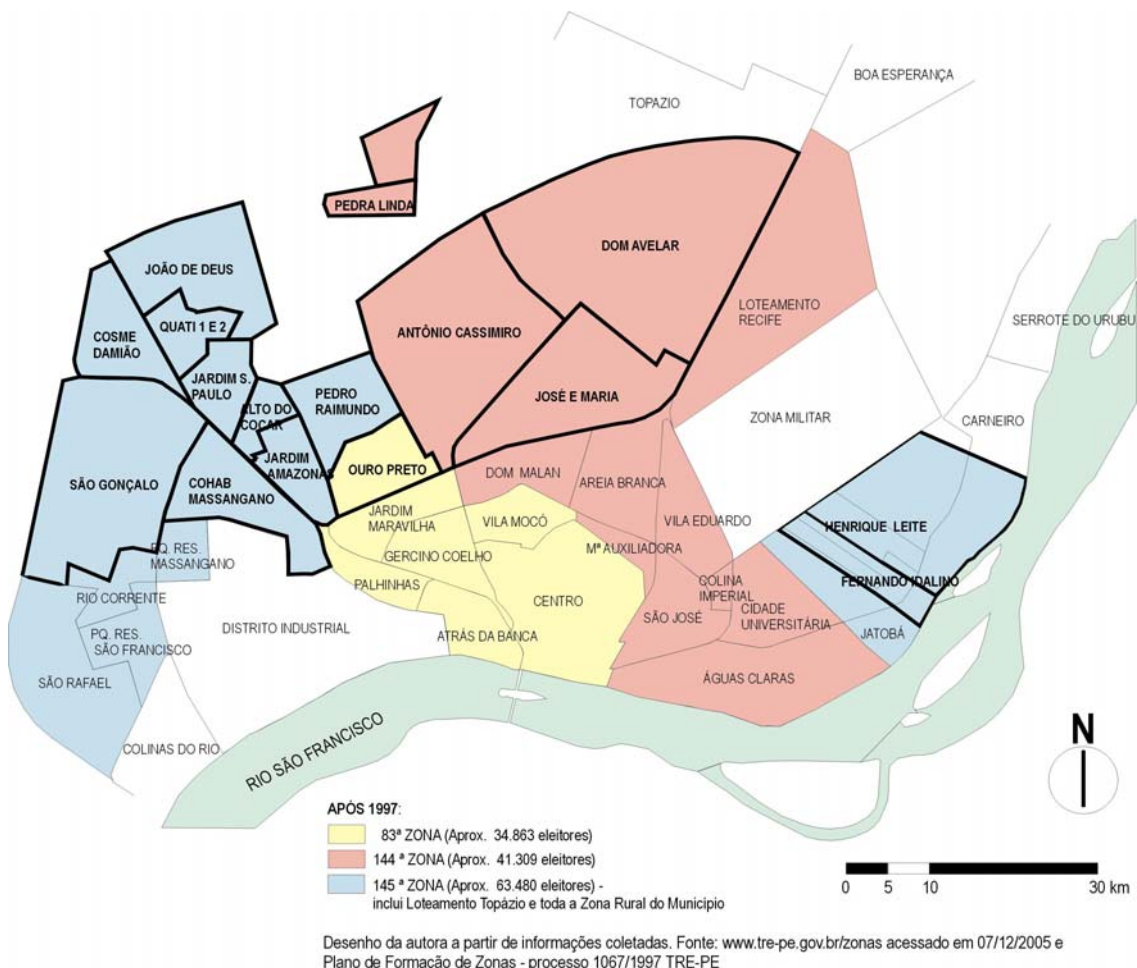 BOA ESPERANÇA
TOPAZIO
PEDRA LINDA
DOM AVELAR
JOÃO DE DEUS
LOTEAMENTO
RECIFE
SERROTE DO URUBU
QUATI 1 E 2
ANTÔNIO CASSIMIRO
COSME
DAMIÃO
JARDIM S.
PAULO
PEDRO
RAIMUNDO
JOSÉ E MARIA
ALTO DO
COCAR
ZONA MILITAR
CARNEIRO
JARDIM
AMAZONAS
OURO PRETO
DOM MALAN
SÃO GONÇALO
COHAB
MASSANGANO
AREIA BRANCA
JARDIM
MARAVILHA
VILA MOCÓ
VILA EDUARDO
HENRIQUE LEITE
PQ. RES.
MASSANGANO
GERCINO COELHO
Mª AUXILIADORA
FERNANDO IDALINO
PALHINHAS
COLINA
IMPERIAL
RIO CORRENTE
CENTRO
SÃO JOSÉ
CIDADE
UNIVERSITÁRIA
DISTRITO INDUSTRIAL
ATRÁS DA BANCA
JATOBÁ
PQ. RES.
SÃO FRANCISCO
SÃO RAFAEL
ÁGUAS CLARAS
COLINAS DO RIO
RIO SÃO FRANCISCO
N
APÓS 1997:
83ª ZONA (Aprox. 34.863 eleitores)
144 ª ZONA (Aprox. 41.309 eleitores)
145 ª ZONA (Aprox. 63.480 eleitores) -
inclui Loteamento Topázio e toda a Zona Rural do Município
0 5 10 30 km
Desenho da autora a partir de informações coletadas. Fonte: www.tre-pe.gov.br/zonas acessado em 07/12/2005 e
Plano de Formação de Zonas - processo 1067/1997 TRE-PE